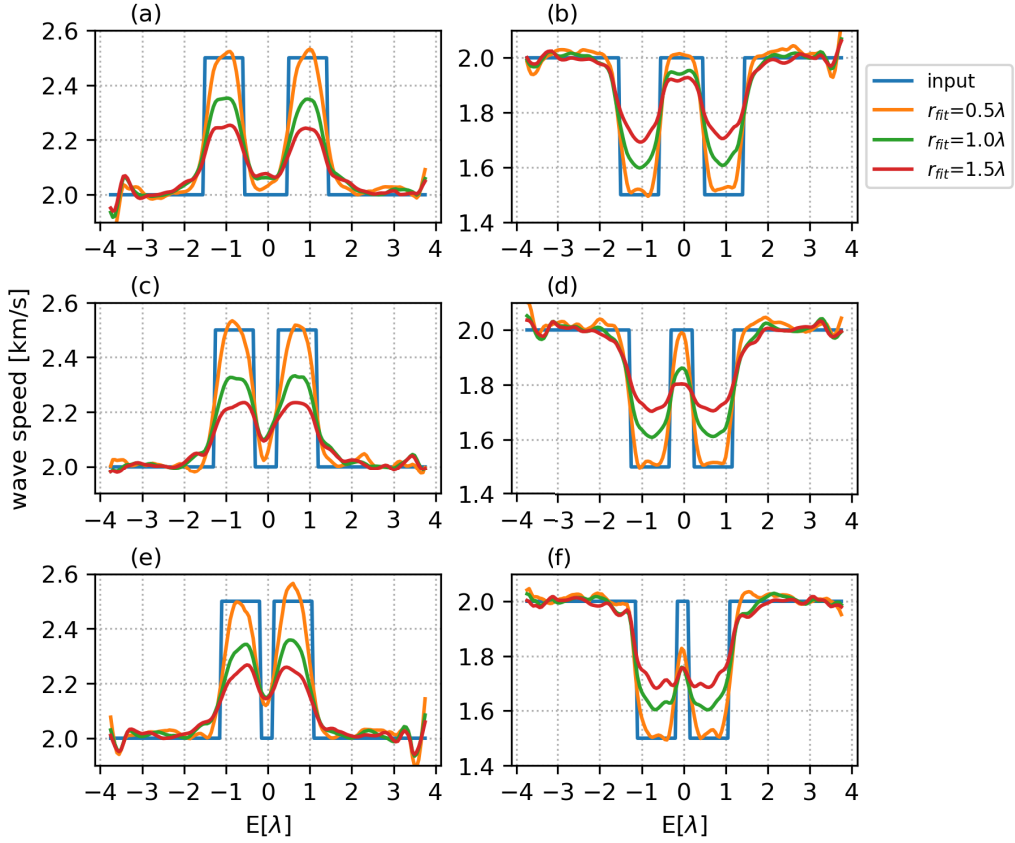 (a)
2.6
2.4
2.2
2.0
−4 −3 −2 −1 0 1 2 3 4
(b)
2.0
1.8
1.6
1.4
−4 −3 −2 −1 0 1 2 3 4
input
r_fit=0.5λ
r_fit=1.0λ
r_fit=1.5λ
wave speed [km/s]
(c)
2.6
2.4
2.2
2.0
−4 −3 −2 −1 0 1 2 3 4
(d)
2.0
1.8
1.6
1.4
−4 −3 −2 −1 0 1 2 3 4
(e)
2.6
2.4
2.2
2.0
−4 −3 −2 −1 0 1 2 3 4
E[λ]
(f)
2.0
1.8
1.6
1.4
−4 −3 −2 −1 0 1 2 3 4
E[λ]